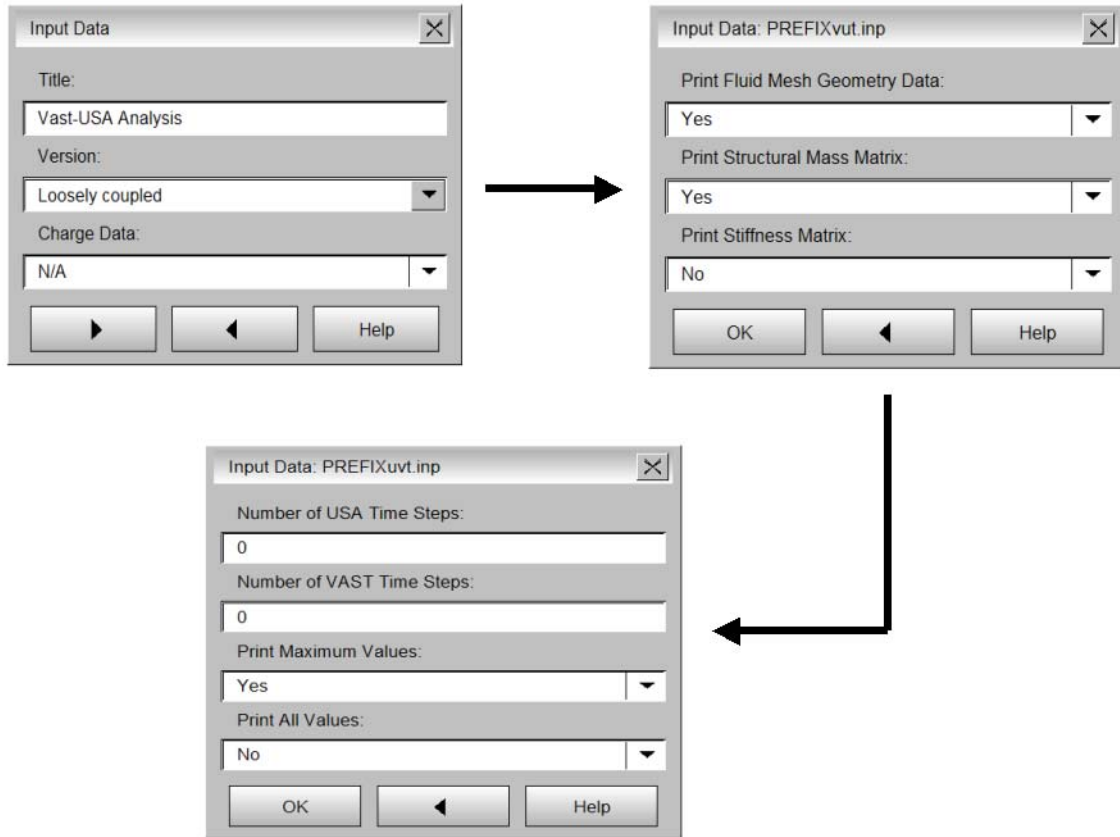 Input Data
Title:
Vast-USA Analysis
Version:
Loosely coupled
Charge Data:
N/A
Help
Input Data: PREFIXvut.inp
Print Fluid Mesh Geometry Data:
Yes
Print Structural Mass Matrix:
Yes
Print Stiffness Matrix:
No
OK
Help
Input Data: PREFIXuvt.inp
Number of USA Time Steps:
0
Number of VAST Time Steps:
0
Print Maximum Values:
Yes
Print All Values:
No
OK
Help